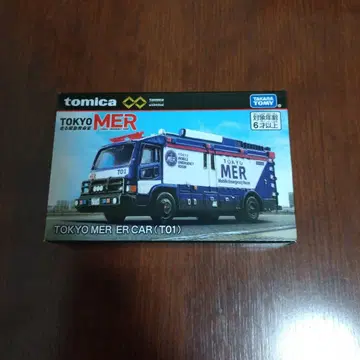 tomica
TAKARA
TOMY
TOKYO MER
対象年齢
6才以上
T01
TOKYO
MER
TOKYO MER ER CAR (T01)